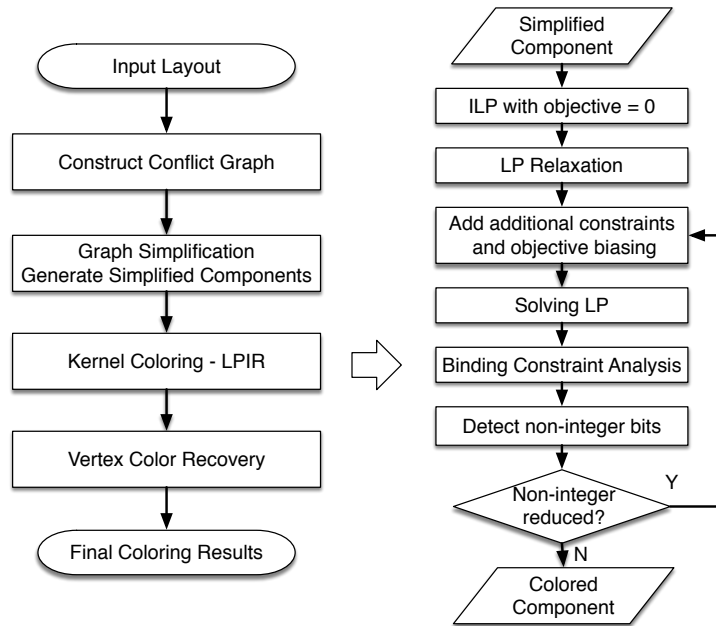 Input Layout
Construct Conflict Graph
Graph Simplification
Generate Simplified Components
Kernel Coloring - LPIR
Vertex Color Recovery
Final Coloring Results
Simplified
Component
ILP with objective = 0
LP Relaxation
Add additional constraints
and objective biasing
Solving LP
Binding Constraint Analysis
Detect non-integer bits
Non-integer
reduced?
Y
N
Colored
Component